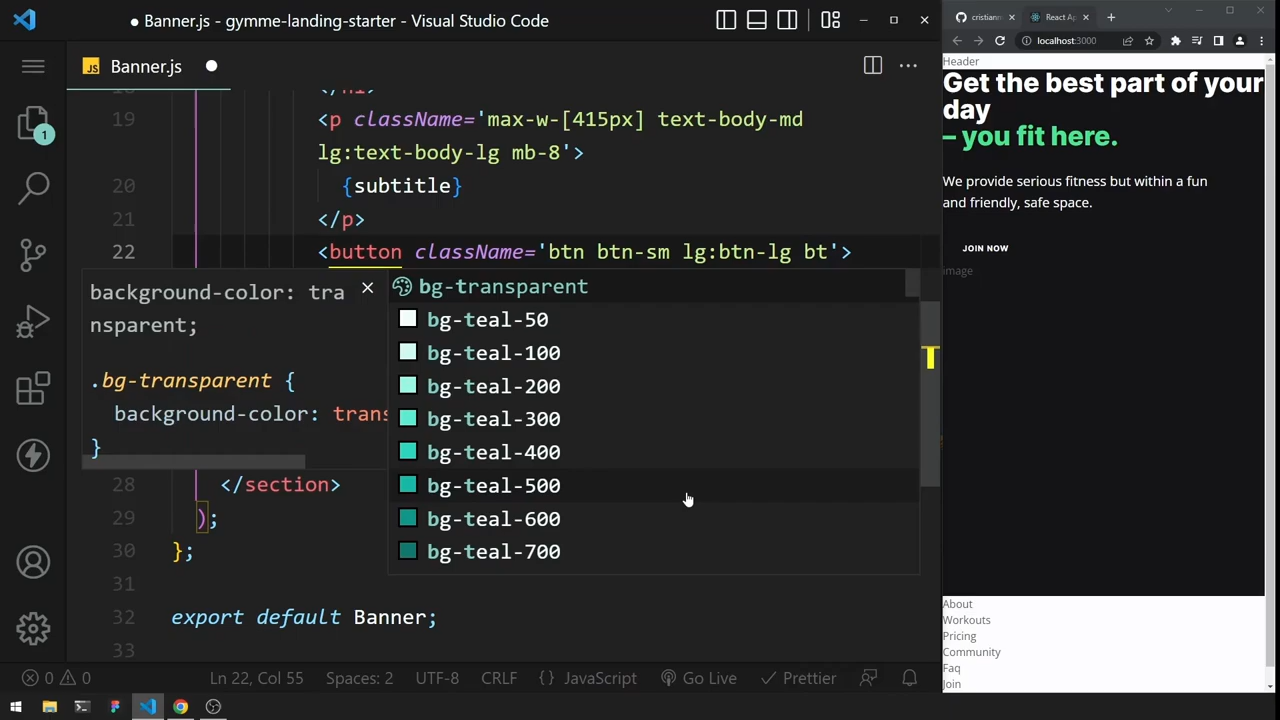 Banner.js - gymme-landing-starter - Visual Studio Code
JS Banner.js
19 <p className='max-w-[415px] text-body-md
lg:text-body-lg mb-8'>
20 {subtitle}
21 </p>
22 <button className='btn btn-sm lg:btn-lg bt'>
background-color: tra
nsparent;
.bg-transparent {
background-color: trans
}
bg-transparent
bg-teal-50
bg-teal-100
bg-teal-200
bg-teal-300
bg-teal-400
bg-teal-500
bg-teal-600
bg-teal-700
28 </section>
29 );
30 };
31
32 export default Banner;
33
1
0 0 Ln 22, Col 55 Spaces: 2 UTF-8 CRLF {} JavaScript Go Live Prettier
cristiann React Ap
localhost:3000
Header
Get the best part of your
day
– you fit here.
We provide serious fitness but within a fun
and friendly, safe space.
JOIN NOW
image
About
Workouts
Pricing
Community
Faq
Join